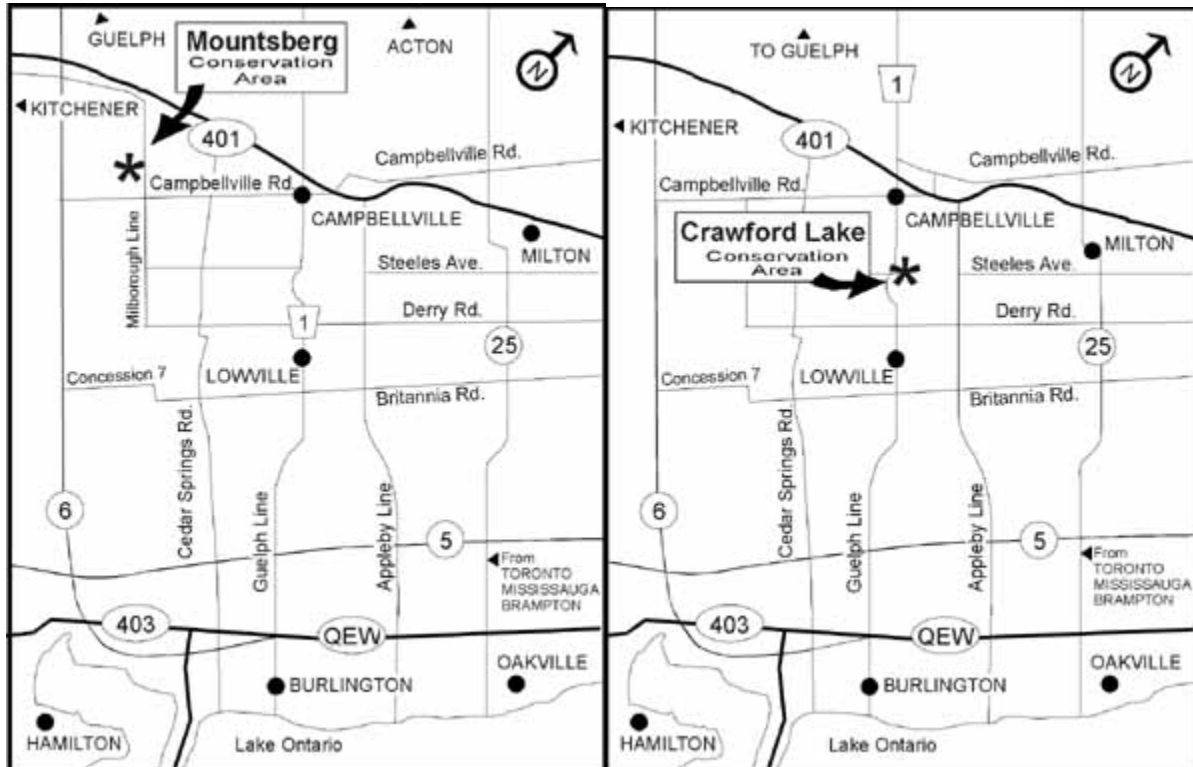 GUELPH
Mountsberg
Conservation
Area
ACTON
N
KITCHENER
401
Campbellville Rd.
Campbellville Rd.
CAMPBELLVILLE
MILTON
Milborough Line
Steeles Ave.
Derry Rd.
1
25
LOWVILLE
Concession 7
Britannia Rd.
Cedar Springs Rd.
Guelph Line
Appleby Line
6
5
From
TORONTO
MISSISSAUGA
BRAMPTON
403
QEW
OAKVILLE
BURLINGTON
HAMILTON
Lake Ontario
TO GUELPH
1
N
KITCHENER
401
Campbellville Rd.
Campbellville Rd.
CAMPBELLVILLE
Crawford Lake
Conservation
Area
MILTON
Steeles Ave.
Derry Rd.
25
LOWVILLE
Concession 7
Britannia Rd.
Cedar Springs Rd.
Guelph Line
Appleby Line
6
5
From
TORONTO
MISSISSAUGA
BRAMPTON
403
QEW
OAKVILLE
BURLINGTON
HAMILTON
Lake Ontario